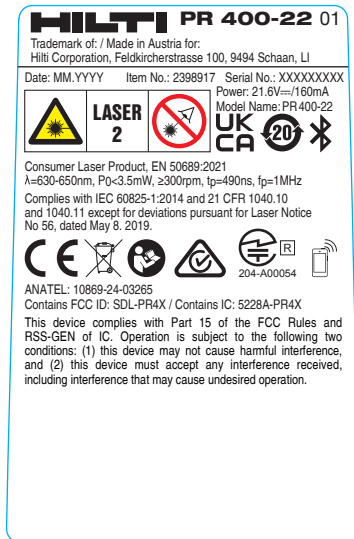 HILTI PR 400-22 01
Trademark of: / Made in Austria for:
Hilti Corporation, Feldkircherstrasse 100, 9494 Schaan, LI
Date: MM.YYYY Item No.: 2398917 Serial No.: XXXXXXXXX
Power: 21.6V⎓/160mA
Model Name: PR 400-22
LASER
2
UK
CA
20
Consumer Laser Product, EN 50689:2021
λ=630-650nm, P0<3.5mW, ≥300rpm, tp=490ns, fp=1MHz
Complies with IEC 60825-1:2014 and 21 CFR 1040.10
and 1040.11 except for deviations pursuant for Laser Notice
No 56, dated May 8. 2019.
CE
R
204-A00054
ANATEL: 10869-24-03265
Contains FCC ID: SDL-PR4X / Contains IC: 5228A-PR4X
This device complies with Part 15 of the FCC Rules and
RSS-GEN of IC. Operation is subject to the following two
conditions: (1) this device may not cause harmful interference,
and (2) this device must accept any interference received,
including interference that may cause undesired operation.